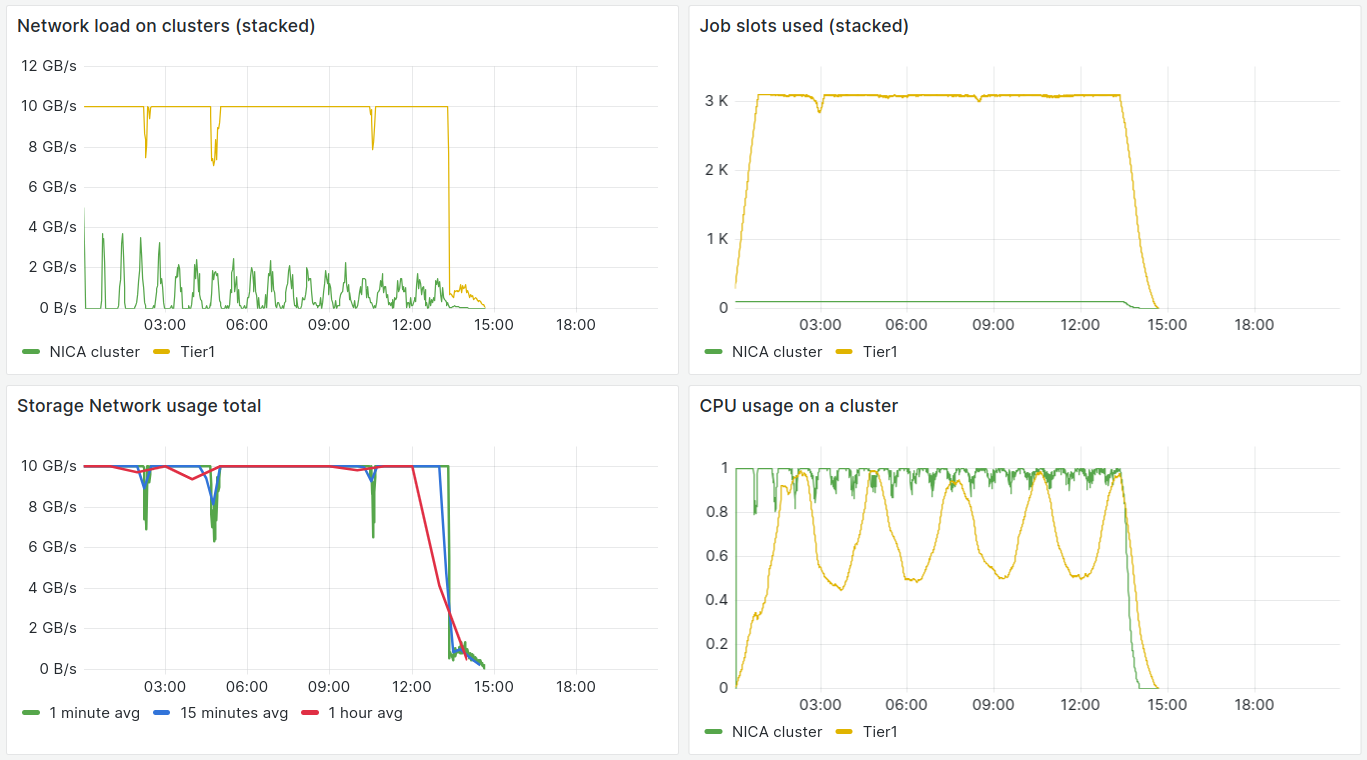 Network load on clusters (stacked)
12 GB/s
10 GB/s
8 GB/s
6 GB/s
4 GB/s
2 GB/s
0 B/s
03:00 06:00 09:00 12:00 15:00 18:00
NICA cluster Tier1
Job slots used (stacked)
3 K
2 K
1 K
0
03:00 06:00 09:00 12:00 15:00 18:00
NICA cluster Tier1
Storage Network usage total
10 GB/s
8 GB/s
6 GB/s
4 GB/s
2 GB/s
0 B/s
03:00 06:00 09:00 12:00 15:00 18:00
1 minute avg 15 minutes avg 1 hour avg
CPU usage on a cluster
1
0.8
0.6
0.4
0.2
0
03:00 06:00 09:00 12:00 15:00 18:00
NICA cluster Tier1